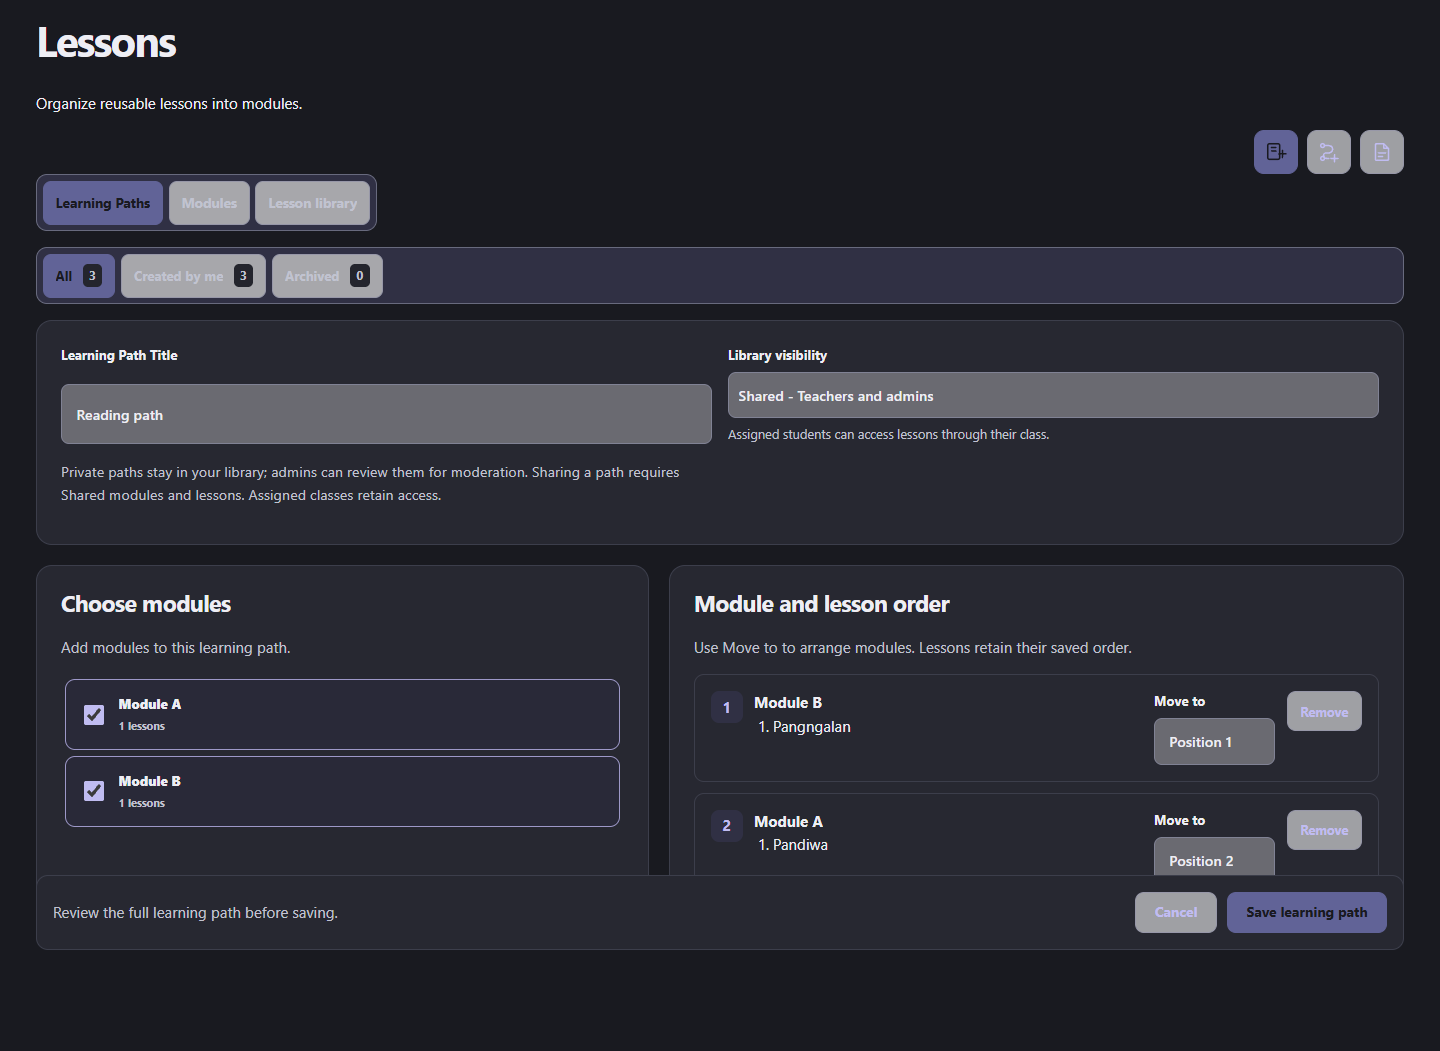 Lessons
Organize reusable lessons into modules.
Learning Paths Modules Lesson library
All 3 Created by me 3 Archived 0
Learning Path Title
Reading path
Private paths stay in your library; admins can review them for moderation. Sharing a path requires
Shared modules and lessons. Assigned classes retain access.
Library visibility
Shared - Teachers and admins
Assigned students can access lessons through their class.
Choose modules
Add modules to this learning path.
Module A
1 lessons
Module B
1 lessons
Module and lesson order
Use Move to to arrange modules. Lessons retain their saved order.
1 Module B
1. Pangngalan
Move to
Position 1
Remove
2 Module A
1. Pandiwa
Move to
Position 2
Remove
Review the full learning path before saving.
Cancel Save learning path